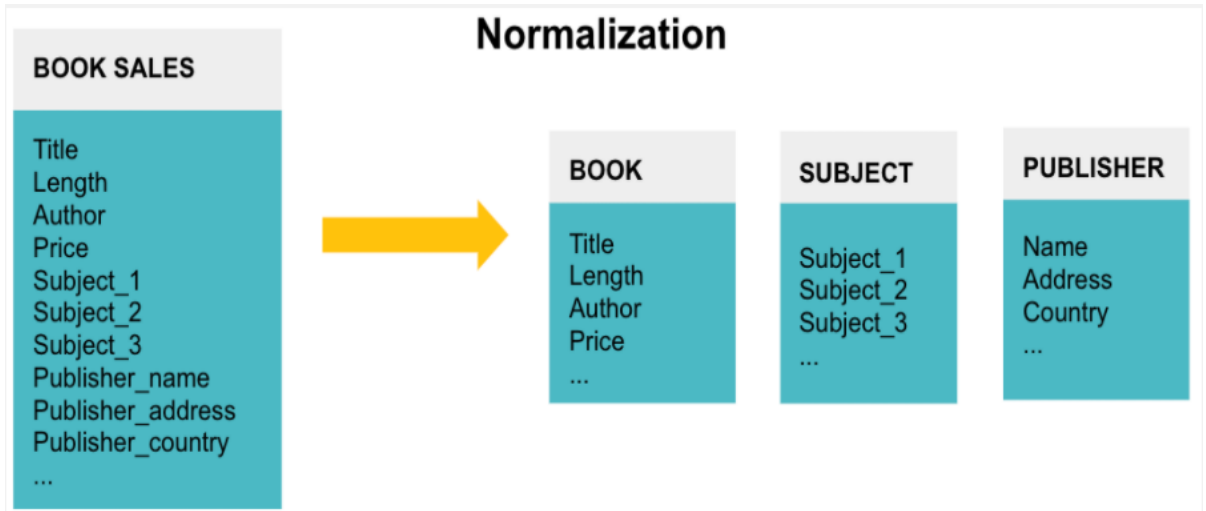 Normalization
BOOK SALES
Title
Length
Author
Price
Subject_1
Subject_2
Subject_3
Publisher_name
Publisher_address
Publisher_country
...
BOOK
Title
Length
Author
Price
...
SUBJECT
Subject_1
Subject_2
Subject_3
...
PUBLISHER
Name
Address
Country
...